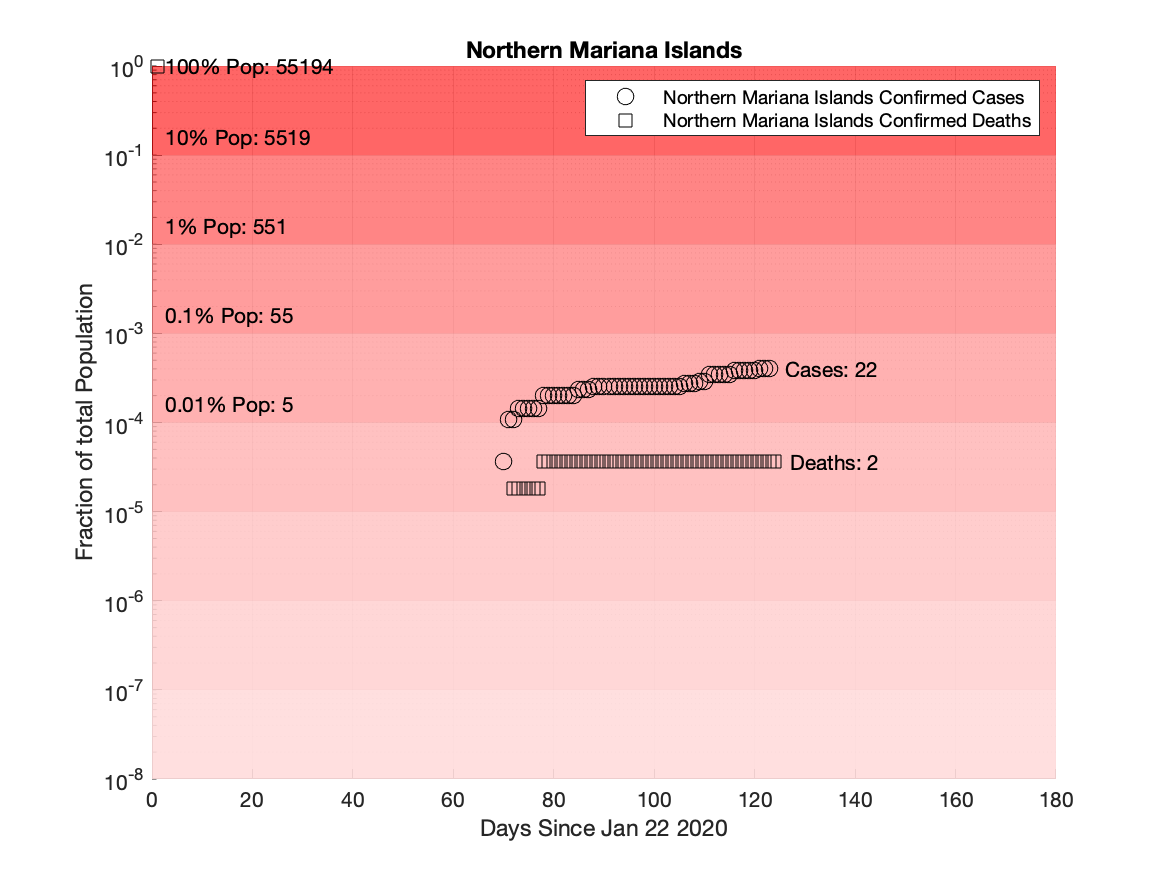 Northern Mariana Islands
10^0
100% Pop: 55194
Northern Mariana Islands Confirmed Cases
Northern Mariana Islands Confirmed Deaths
10% Pop: 5519
10^-1
1% Pop: 551
10^-2
0.1% Pop: 55
10^-3
Cases: 22
0.01% Pop: 5
10^-4
Deaths: 2
10^-5
10^-6
10^-7
10^-8
Fraction of total Population
0 20 40 60 80 100 120 140 160 180
Days Since Jan 22 2020